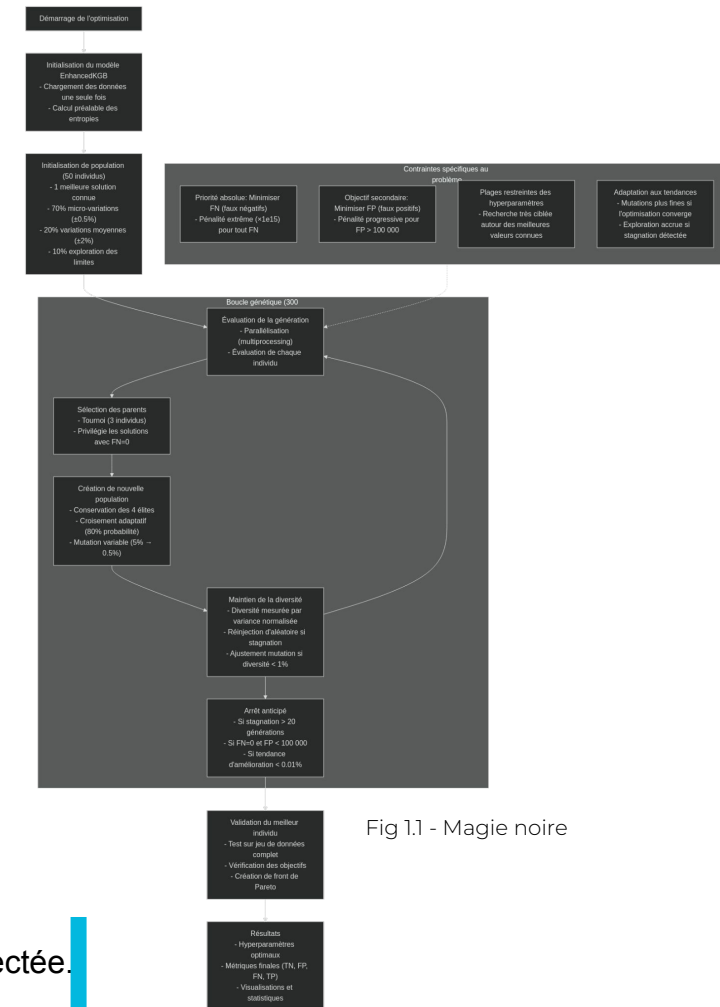 Démarrage de l'optimisation
Initialisation du modèle
EnhancedKGB
- Chargement des données
une seule fois
- Calcul préalable des
entropies
Initialisation de population
(50 individus)
- 1 meilleure solution
connue
- 70% micro-variations
(±0.5%)
- 20% variations moyennes
(±2%)
- 10% exploration des
limites
Contraintes spécifiques au
problème
Priorité absolue: Minimiser
FN (faux négatifs)
- Pénalité extrême (×1e15)
pour tout FN
Objectif secondaire:
Minimiser FP (faux positifs)
- Pénalité progressive pour
FP > 100 000
Plages restreintes des
hyperparamètres
- Recherche très ciblée
autour des meilleures
valeurs connues
Adaptation aux tendances
- Mutations plus fines si
l'optimisation converge
- Exploration accrue si
stagnation détectée
Boucle génétique (300
Évaluation de la génération
- Parallélisation
(multiprocessing)
- Évaluation de chaque
individu
Sélection des parents
- Tournoi (3 individus)
- Privilégie les solutions
avec FN=0
Création de nouvelle
population
- Conservation des 4 élites
- Croisement adaptatif
(80% probabilité)
- Mutation variable (5% →
0.5%)
Maintien de la diversité
- Diversité mesurée par
variance normalisée
- Réinjection d'aléatoire si
stagnation
- Ajustement mutation si
diversité < 1%
Arrêt anticipé
- Si stagnation > 20
générations
- Si FN=0 et FP < 100 000
- Si tendance
d'amélioration < 0.01%
Validation du meilleur
individu
- Test sur jeu de données
complet
- Vérification des objectifs
- Création de front de
Pareto
Fig 1.1 - Magie noire
Résultats
- Hyperparamètres
optimaux
- Métriques finales (TN, FP,
FN, TP)
- Visualisations et
statistiques
ectée.